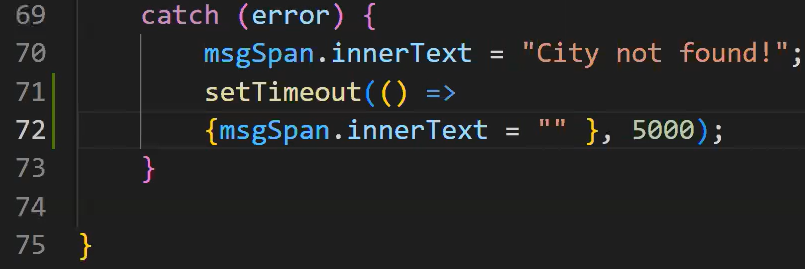 69 catch (error) {
70 msgSpan.innerText = "City not found!";
71 setTimeout(() =>
72 {msgSpan.innerText = "" }, 5000);
73 }
74
75 }